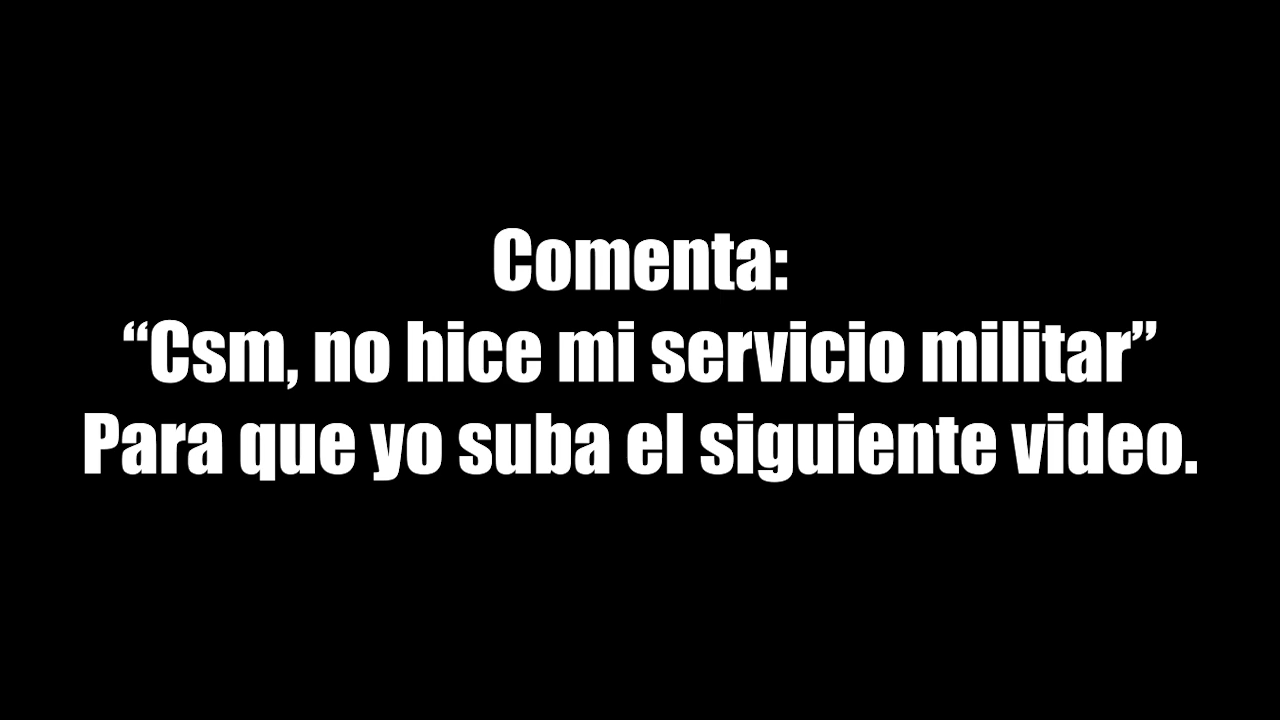 Comenta:
“Csm, no hice mi servicio militar”
Para que yo suba el siguiente video.